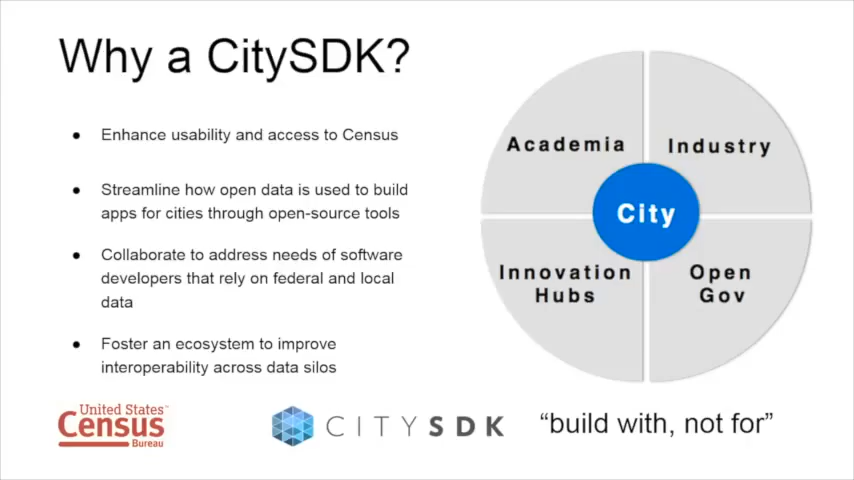 Why a CitySDK?
● Enhance usability and access to Census
● Streamline how open data is used to build
apps for cities through open-source tools
● Collaborate to address needs of software
developers that rely on federal and local
data
● Foster an ecosystem to improve
interoperability across data silos
Academia
Industry
City
Innovation
Hubs
Open
Gov
United States™
Census
Bureau
CITYSDK
“build with, not for”